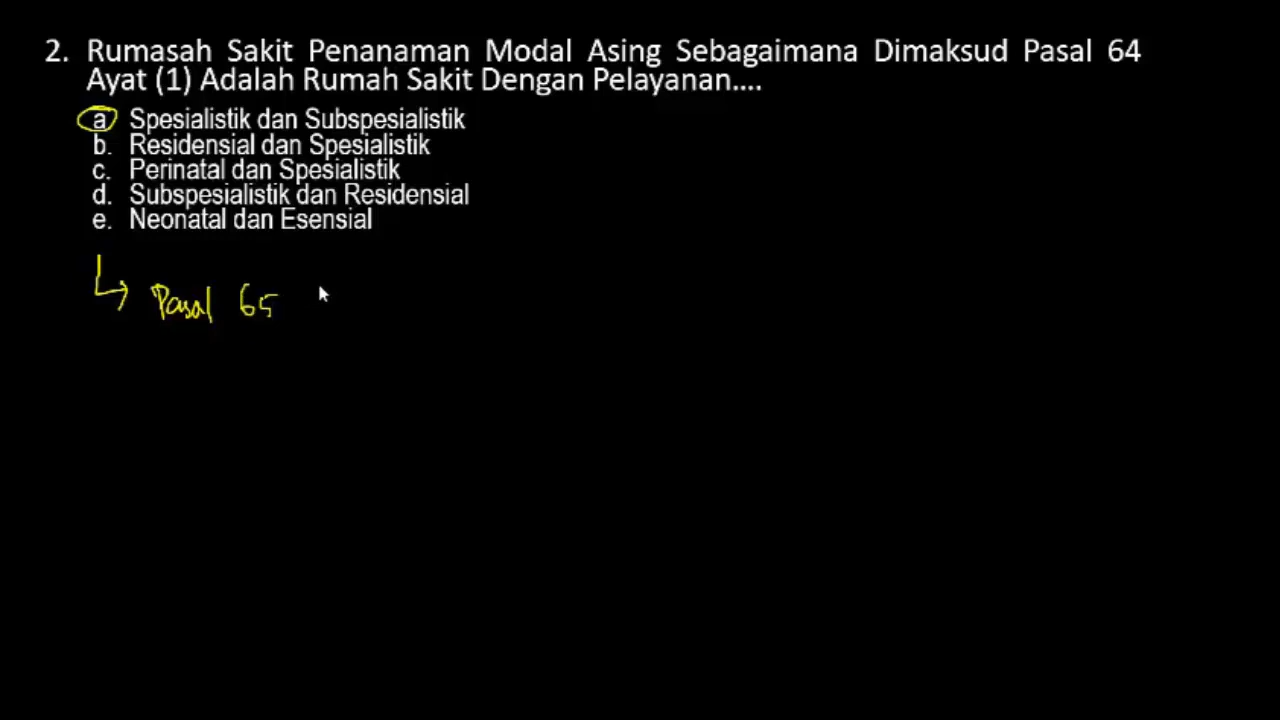 2. Rumasah Sakit Penanaman Modal Asing Sebagaimana Dimaksud Pasal 64
Ayat (1) Adalah Rumah Sakit Dengan Pelayanan....
a Spesialistik dan Subspesialistik
b. Residensial dan Spesialistik
c. Perinatal dan Spesialistik
d. Subspesialistik dan Residensial
e. Neonatal dan Esensial
Pasal 65